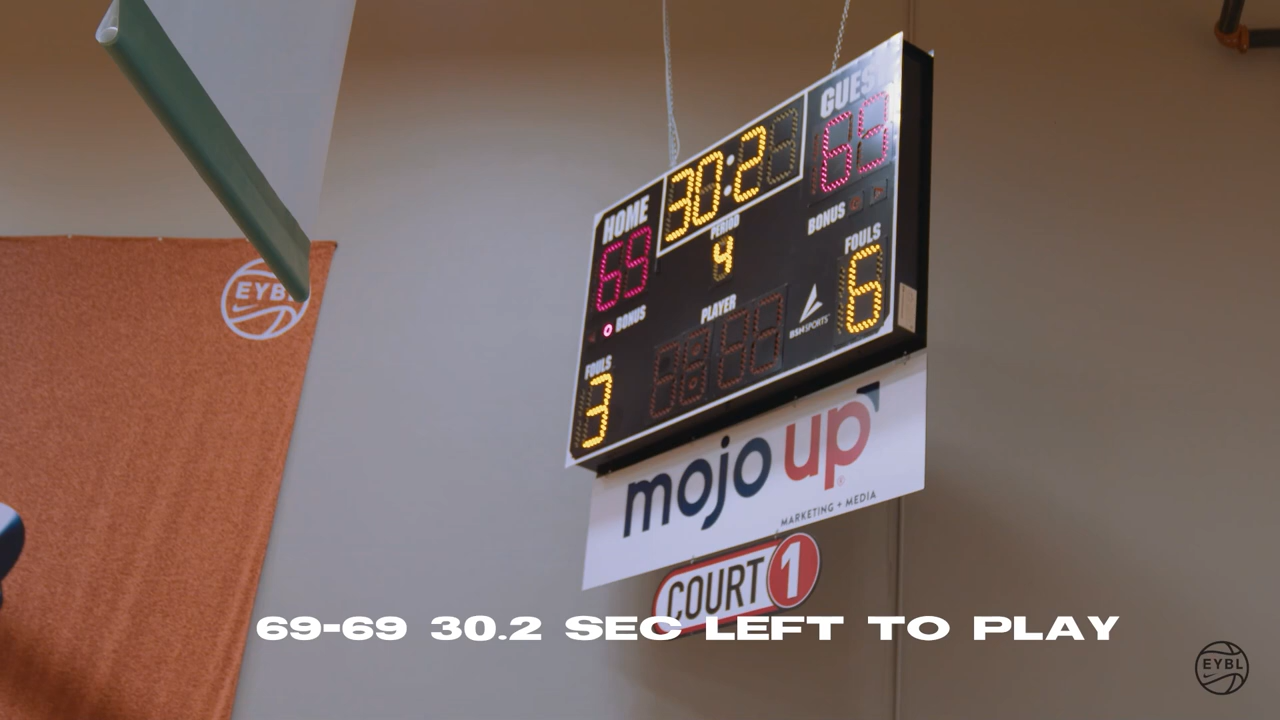 GUEST
30:2
69
HOME
PERIOD
69
4
BONUS
FOULS
6
BONUS
PLAYER
BSN SPORTS
FOULS
3
EYBL
mojo up
MARKETING + MEDIA
COURT 1
69-69 30.2 SEC LEFT TO PLAY
EYBL